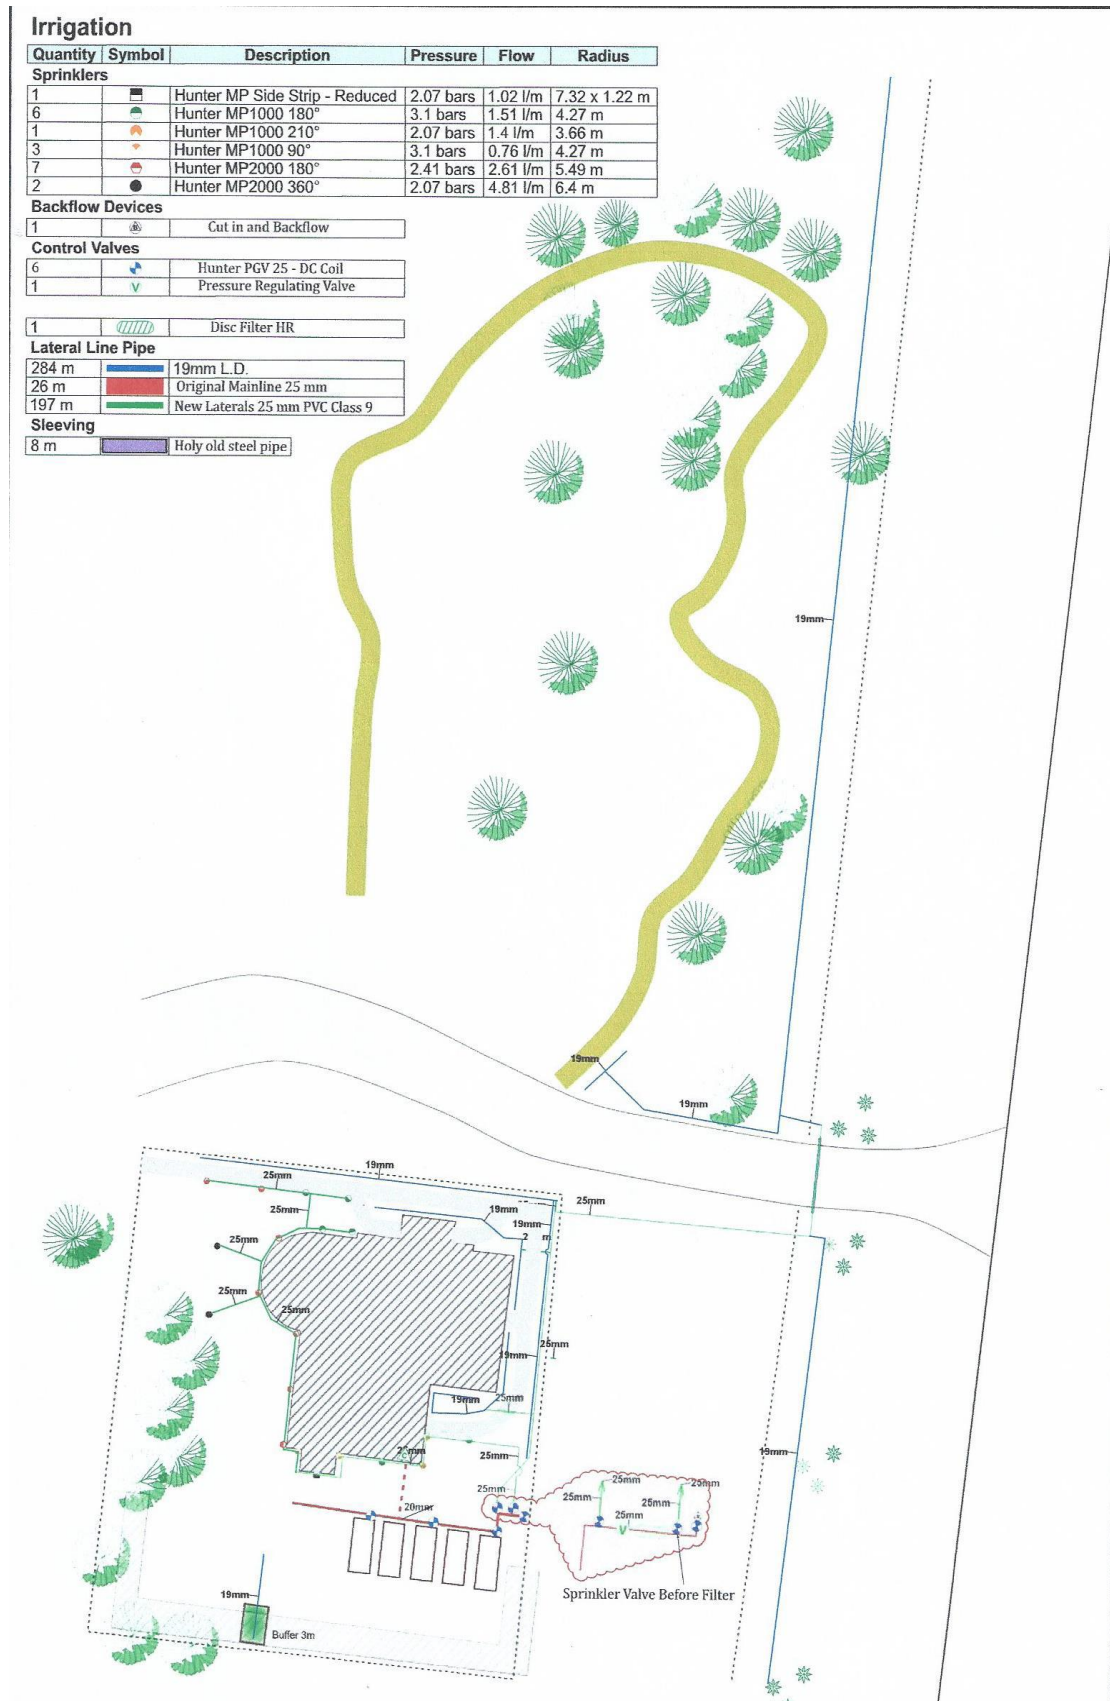 Irrigation
Quantity Symbol Description Pressure Flow Radius
Sprinklers
1 Hunter MP Side Strip - Reduced 2.07 bars 1.02 l/m 7.32 x 1.22 m
6 Hunter MP1000 180° 3.1 bars 1.51 l/m 4.27 m
1 Hunter MP1000 210° 2.07 bars 1.4 l/m 3.66 m
3 Hunter MP1000 90° 3.1 bars 0.76 l/m 4.27 m
7 Hunter MP2000 180° 2.41 bars 2.61 l/m 5.49 m
2 Hunter MP2000 360° 2.07 bars 4.81 l/m 6.4 m
Backflow Devices
1 Cut in and Backflow
Control Valves
6 Hunter PGV 25 - DC Coil
1 V Pressure Regulating Valve
1 Disc Filter HR
Lateral Line Pipe
284 m 19mm L.D.
26 m Original Mainline 25 mm
197 m New Laterals 25 mm PVC Class 9
Sleeving
8 m Holy old steel pipe
19mm
19mm
19mm
19mm
25mm
25mm
25mm
19mm
19mm
2 m
25mm
25mm
25mm
25mm
19mm
19mm
25mm
25mm
19mm
25mm
20mm
25mm
25mm
25mm
25mm
25mm
25mm
V
Sprinkler Valve Before Filter
19mm
Buffer 3m